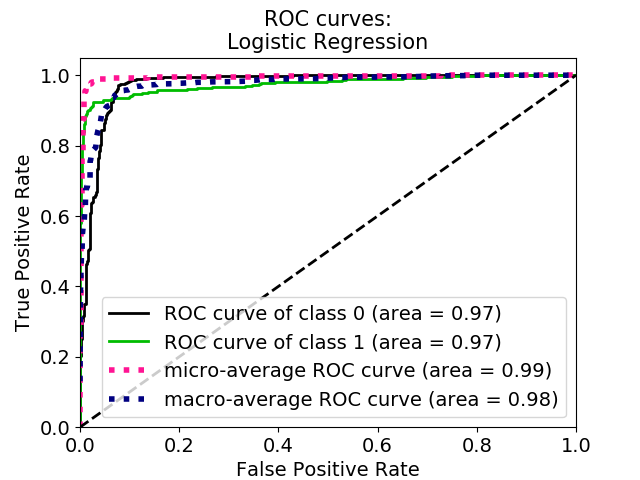 ROC curves:
Logistic Regression
True Positive Rate
1.0
0.8
0.6
0.4
0.2
0.0
ROC curve of class 0 (area = 0.97)
ROC curve of class 1 (area = 0.97)
micro-average ROC curve (area = 0.99)
macro-average ROC curve (area = 0.98)
0.0 0.2 0.4 0.6 0.8 1.0
False Positive Rate